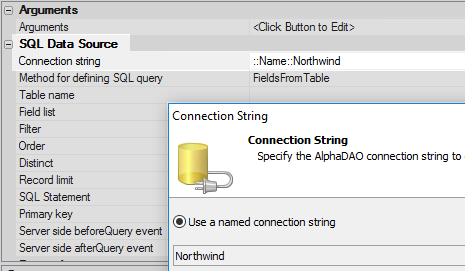 Arguments
Arguments <Click Button to Edit>
SQL Data Source
Connection string ::Name::Northwind
Method for defining SQL query FieldsFromTable
Table name
Field list
Filter
Order
Distinct
Record limit
SQL Statement
Primary key
Server side beforeQuery event
Server side afterQuery event
Connection String
Connection String
Specify the AlphaDAO connection string to
Use a named connection string
Northwind